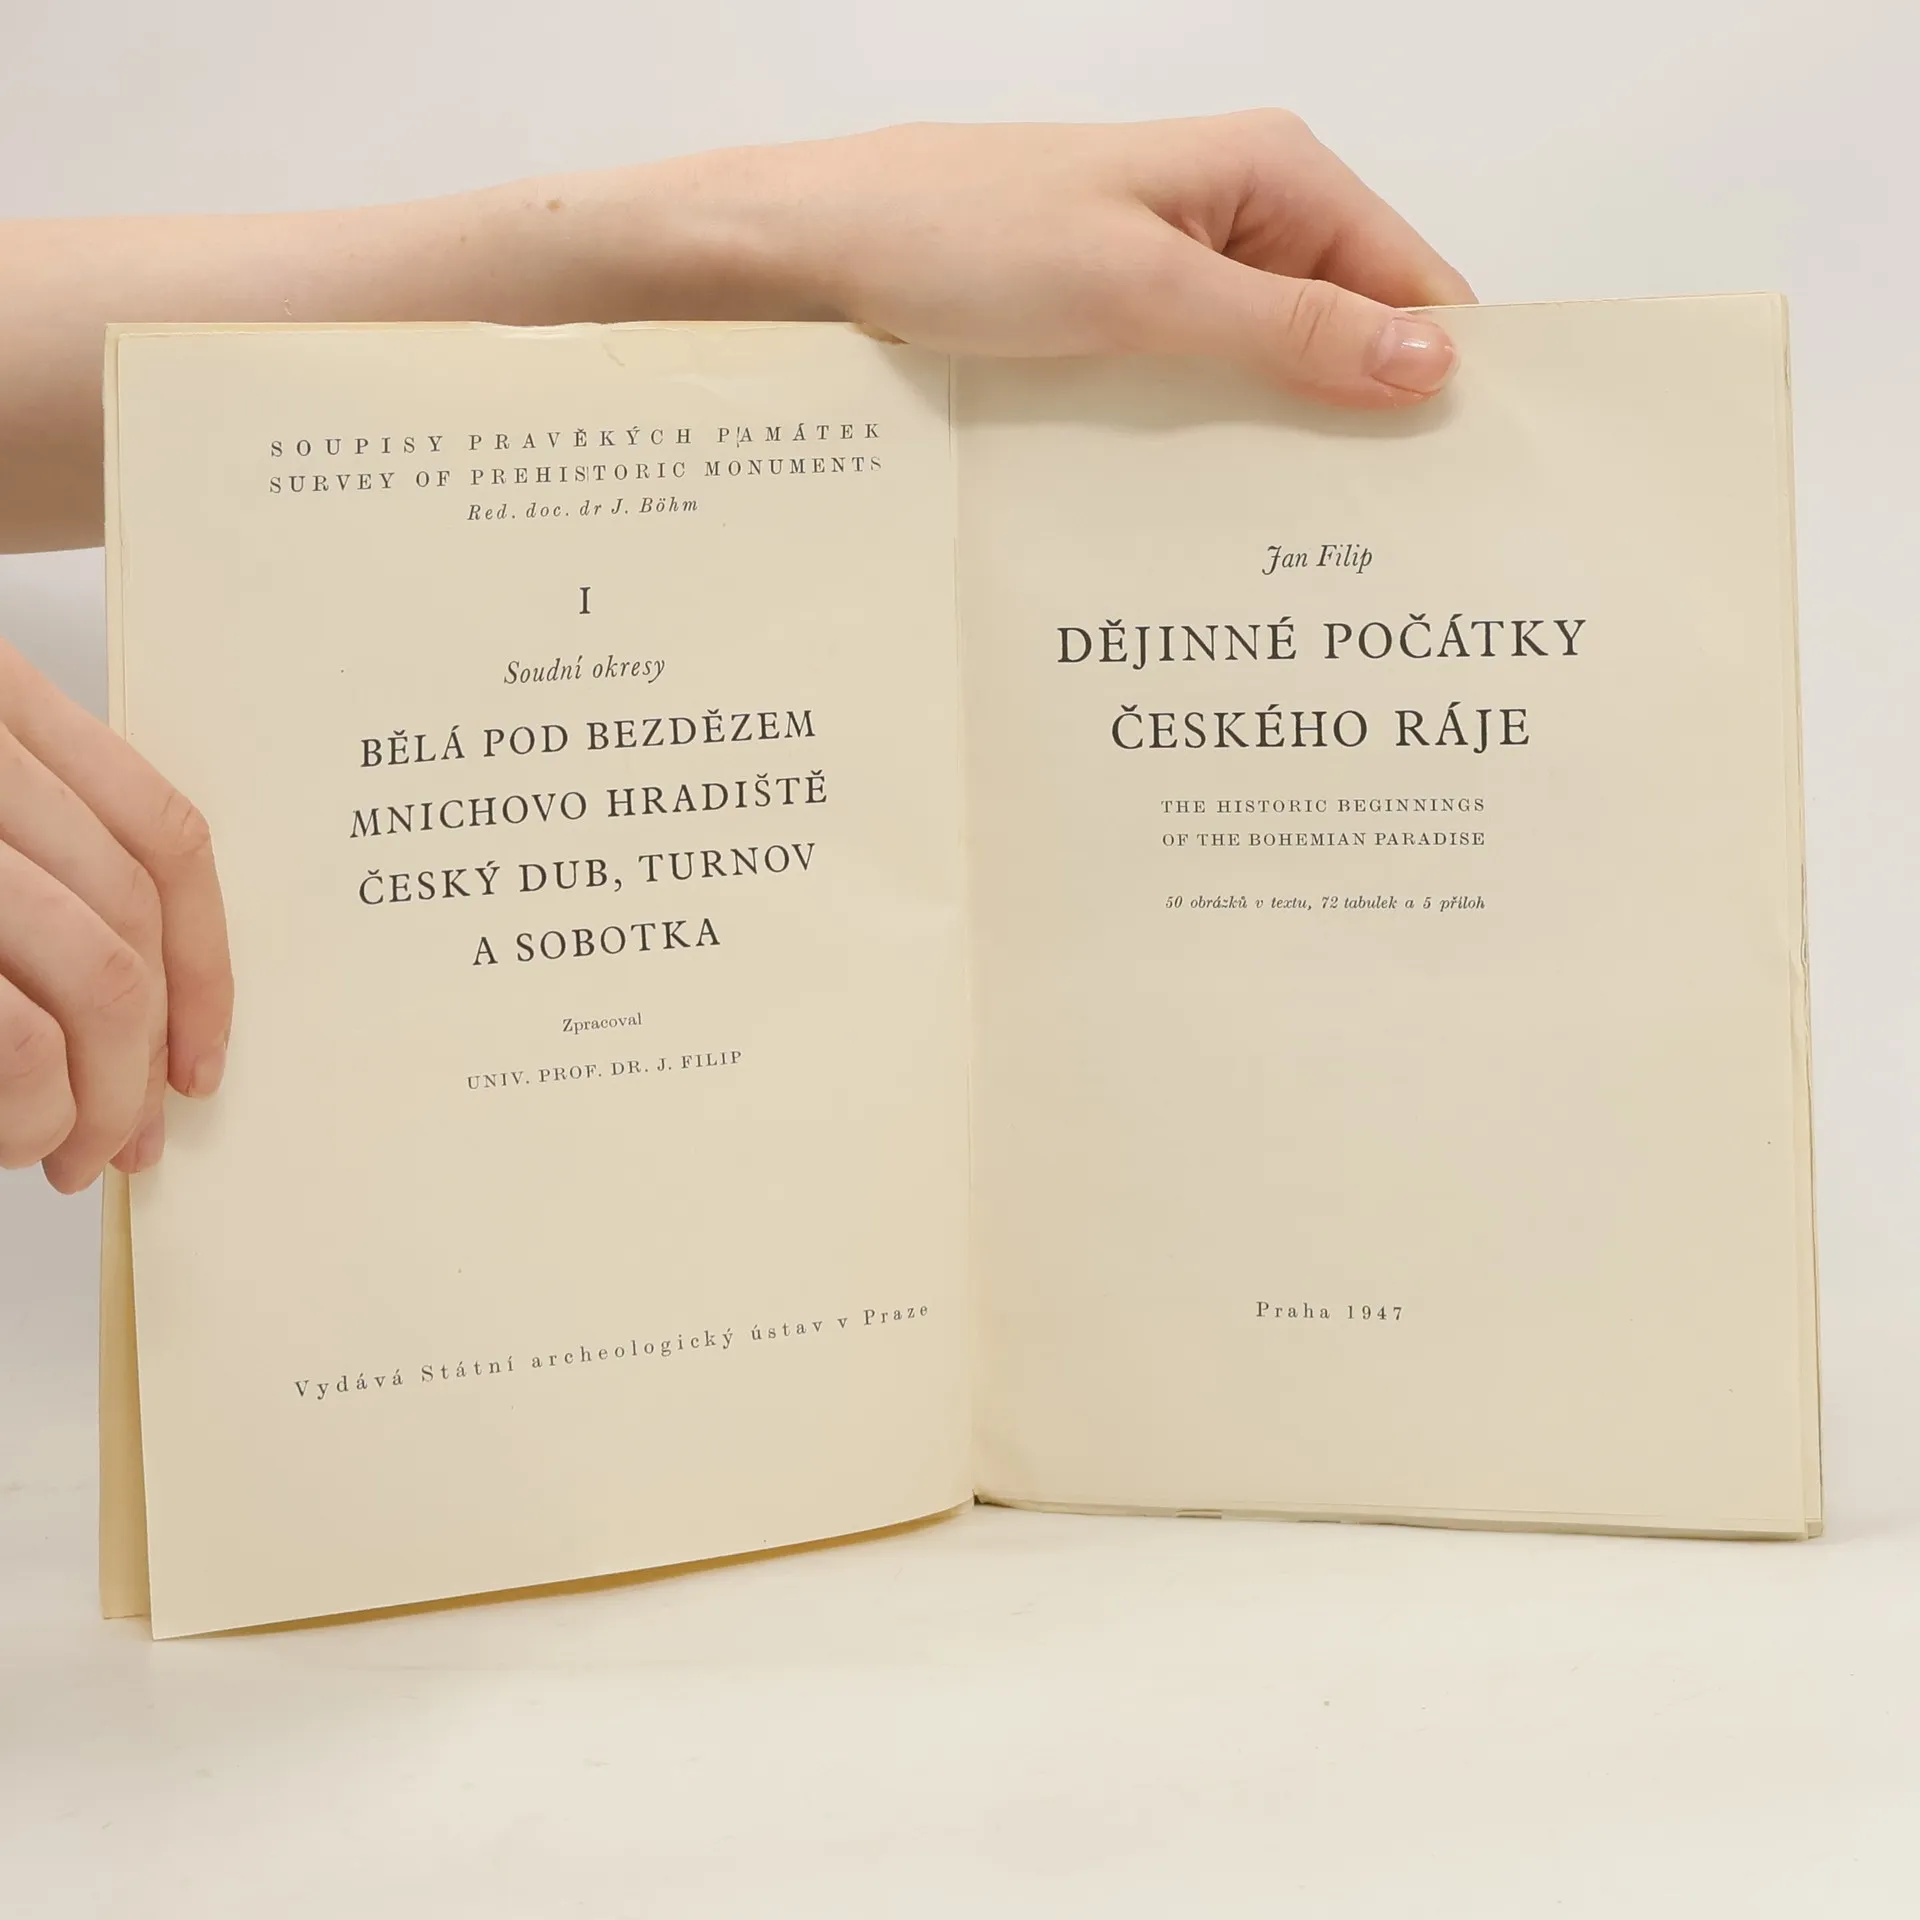 SOUPISY PRAVĚKÝCH PAMÁTEK
SURVEY OF PREHISTORIC MONUMENTS
Red. doc. dr J. Böhm
I
Soudní okresy
BĚLÁ POD BEZDĚZEM
MNICHOVO HRADIŠTĚ
ČESKÝ DUB, TURNOV
A SOBOTKA
Zpracoval
UNIV. PROF. DR. J. FILIP
Vydává Státní archeologický ústav v Praze
Jan Filip
DĚJINNÉ POČÁTKY
ČESKÉHO RÁJE
THE HISTORIC BEGINNINGS
OF THE BOHEMIAN PARADISE
50 obrázků v textu, 72 tabulek a 5 příloh
Praha 1947